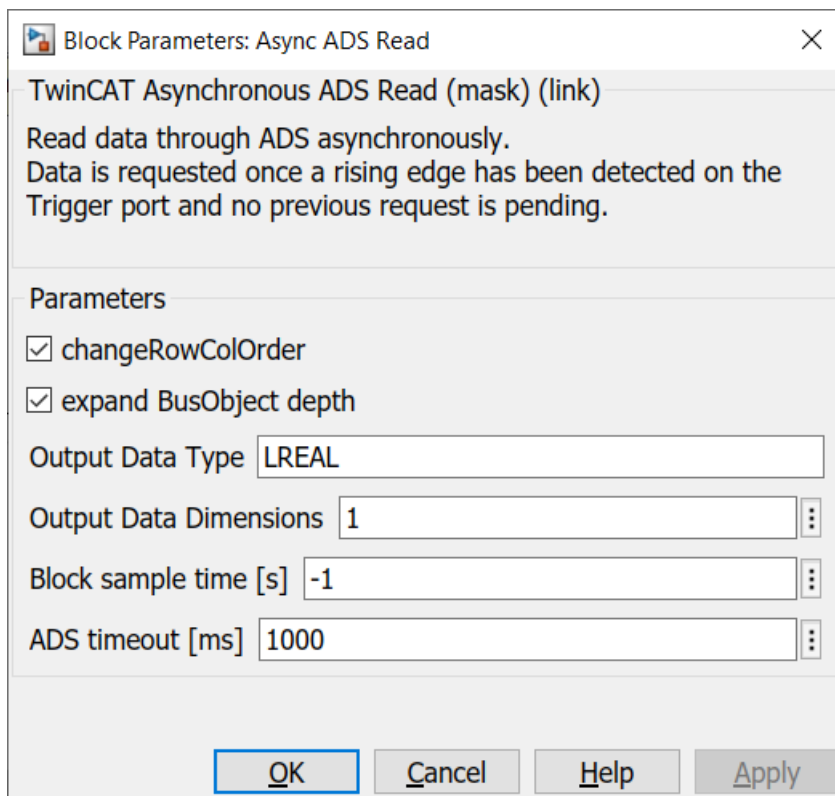 Block Parameters: Async ADS Read
TwinCAT Asynchronous ADS Read (mask) (link)
Read data through ADS asynchronously.
Data is requested once a rising edge has been detected on the
Trigger port and no previous request is pending.
Parameters
changeRowColOrder
expand BusObject depth
Output Data Type LREAL
Output Data Dimensions 1
Block sample time [s] -1
ADS timeout [ms] 1000
OK Cancel Help Apply